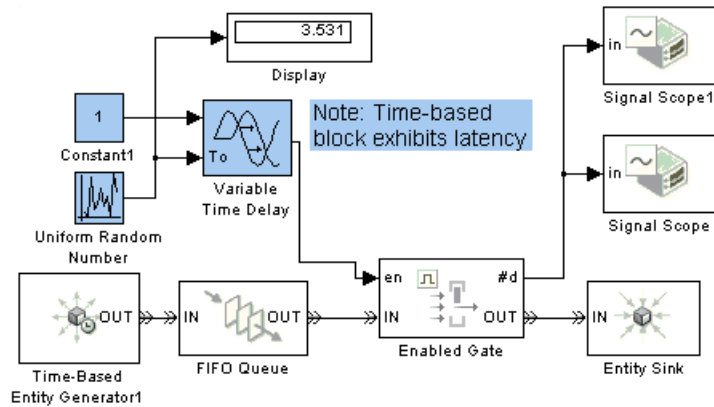 3.531
Display
in
Signal Scope1
1
Constant1
To
Variable
Time Delay
Note: Time-based
block exhibits latency
in
Signal Scope
Uniform Random
Number
en
#d
IN
OUT
Enabled Gate
OUT
Time-Based
Entity Generator1
IN
OUT
FIFO Queue
IN
Entity Sink